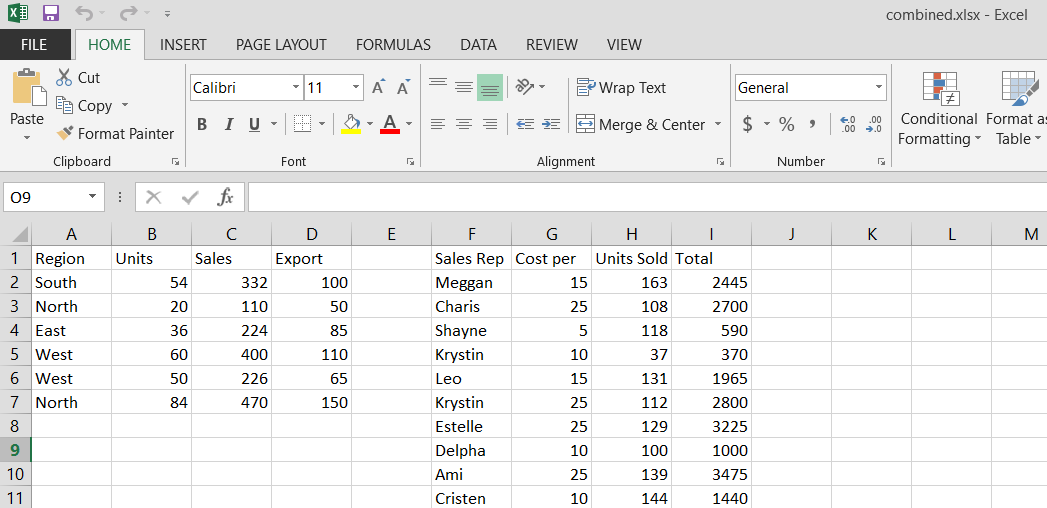 combined.xlsx - Excel
FILE HOME INSERT PAGE LAYOUT FORMULAS DATA REVIEW VIEW
Paste
Cut
Copy
Format Painter
Clipboard
Calibri 11
B I U A
Font
Wrap Text
Merge & Center
Alignment
General
$ % ,
Number
Conditional Formatting
Format as
Table
O9 fx
A B C D E F G H I J K L M
1 Region Units Sales Export Sales Rep Cost per Units Sold Total
2 South 54 332 100 Meggan 15 163 2445
3 North 20 110 50 Charis 25 108 2700
4 East 36 224 85 Shayne 5 118 590
5 West 60 400 110 Krystin 10 37 370
6 West 50 226 65 Leo 15 131 1965
7 North 84 470 150 Krystin 25 112 2800
8 Estelle 25 129 3225
9 Delpha 10 100 1000
10 Ami 25 139 3475
11 Cristen 10 144 1440